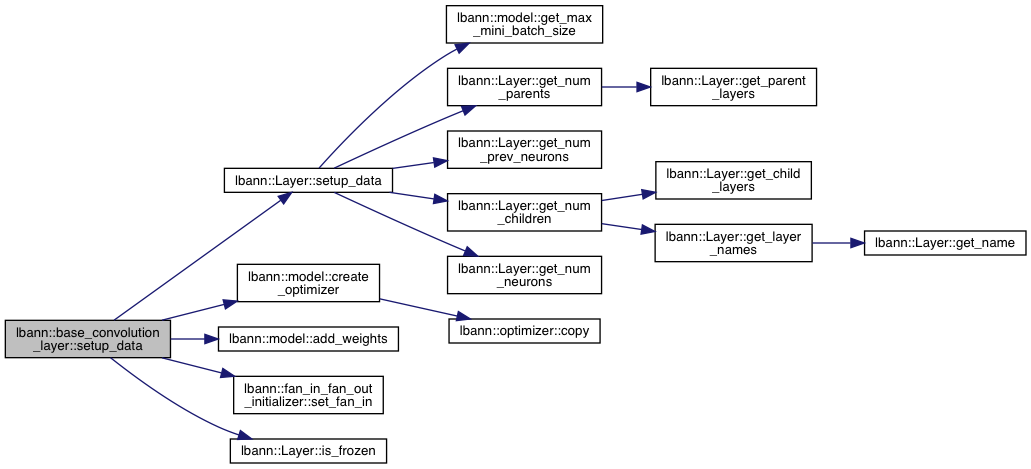 lbann::model::get_max
_mini_batch_size
lbann::Layer::get_num
_parents
lbann::Layer::get_parent
_layers
lbann::Layer::get_num
_prev_neurons
lbann::Layer::setup_data
lbann::Layer::get_child
_layers
lbann::Layer::get_num
_children
lbann::Layer::get_layer
_names
lbann::Layer::get_name
lbann::Layer::get_num
_neurons
lbann::model::create
_optimizer
lbann::optimizer::copy
lbann::base_convolution
_layer::setup_data
lbann::model::add_weights
lbann::fan_in_fan_out
_initializer::set_fan_in
lbann::Layer::is_frozen